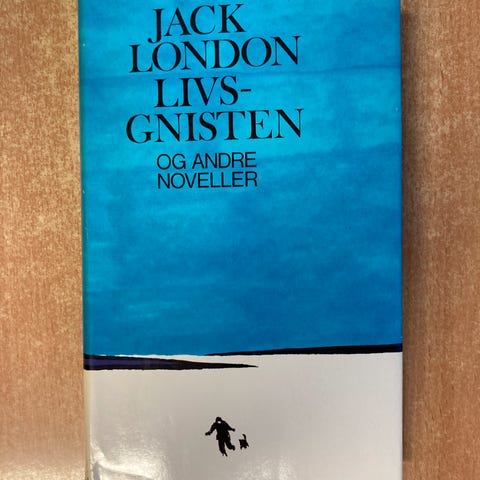 JACK
LONDON
LIVS-
GNISTEN
OG ANDRE
NOVELLER